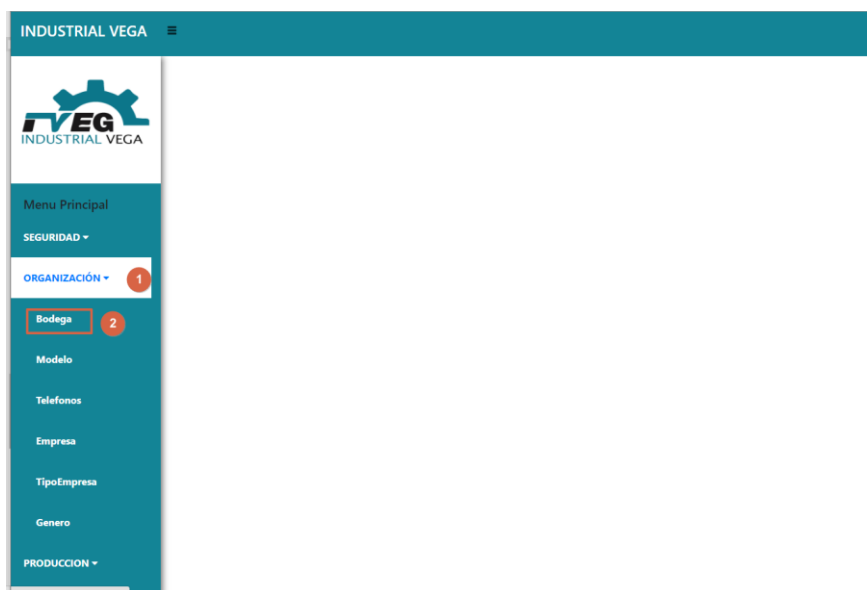 INDUSTRIAL VEGA
IVEG
INDUSTRIAL VEGA
Menu Principal
SEGURIDAD
ORGANIZACIÓN
1
Bodega
2
Modelo
Telefonos
Empresa
TipoEmpresa
Genero
PRODUCCION